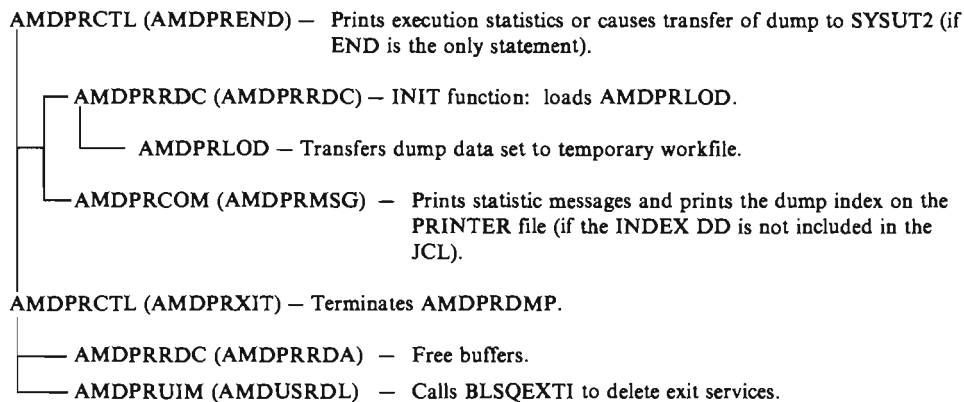 AMDPRCTL (AMDPREND) — Prints execution statistics or causes transfer of dump to SYSUT2 (if
END is the only statement).
AMDPRRDC (AMDPRRDC) — INIT function: loads AMDPRLOD.
AMDPRLOD — Transfers dump data set to temporary workfile.
AMDPRCOM (AMDPRMSG) — Prints statistic messages and prints the dump index on the
PRINTER file (if the INDEX DD is not included in the
JCL).
AMDPRCTL (AMDPRXIT) — Terminates AMDPRDMP.
AMDPRRDC (AMDPRRDA) — Free buffers.
AMDPRUIM (AMDUSRDL) — Calls BLSQEXTI to delete exit services.